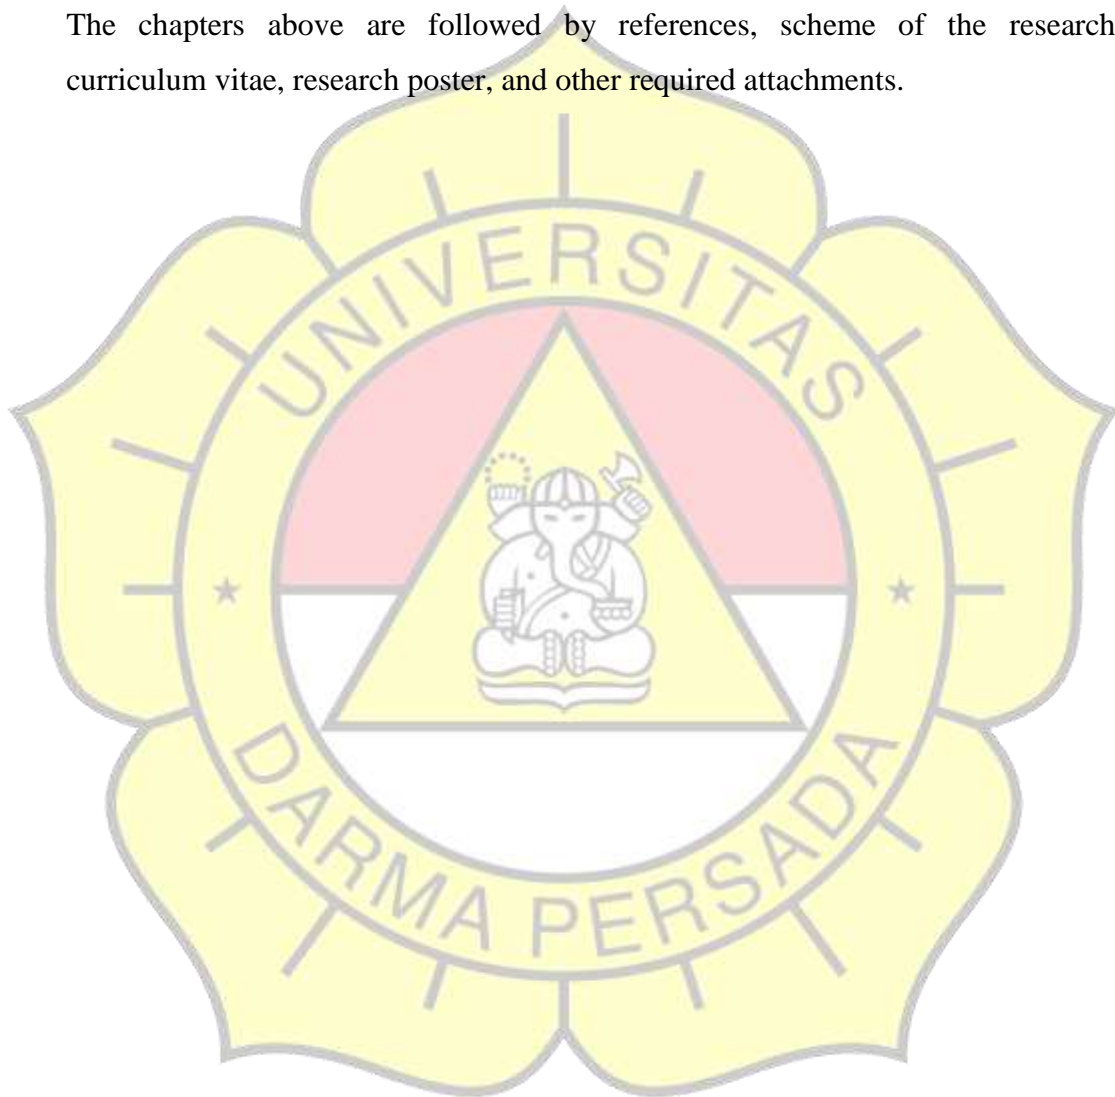 The chapters above are followed by references, scheme of the research
curriculum vitae, research poster, and other required attachments.
UNIVERSITAS
DARMA PERSADA